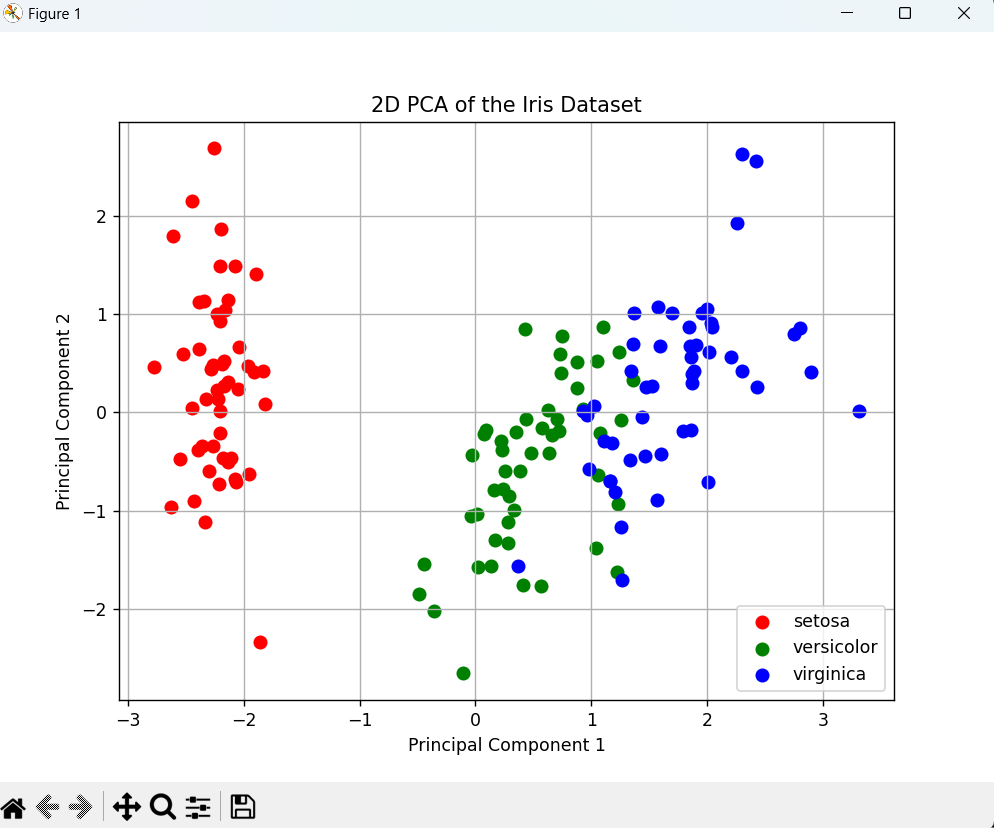 Figure 1
2D PCA of the Iris Dataset
Principal Component 2
2
1
0
−1
−2
setosa
versicolor
virginica
−3 −2 −1 0 1 2 3
Principal Component 1